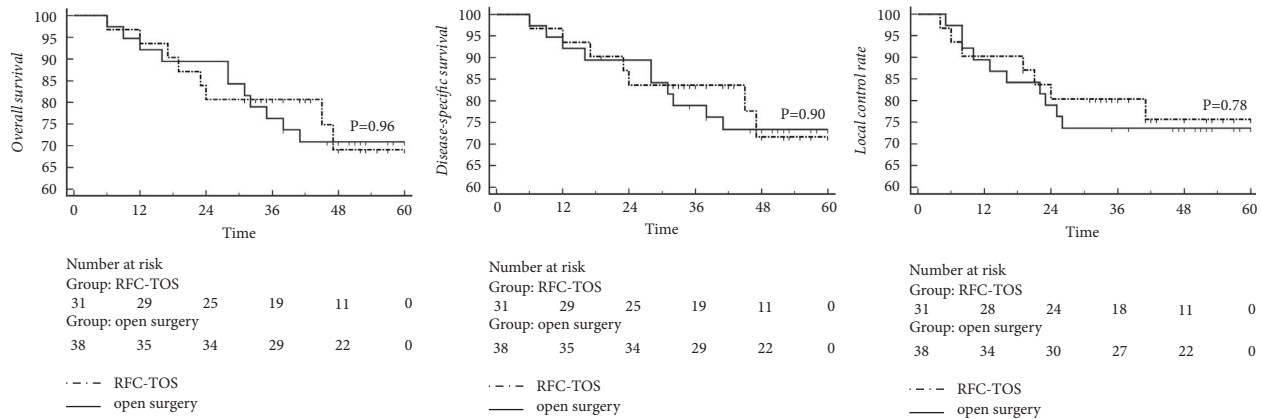 Overall survival
100
95
90
85
80
75
70
65
60
P=0.96
0 12 24 36 48 60
Time
Number at risk
Group: RFC-TOS
31 29 25 19 11 0
Group: open surgery
38 35 34 29 22 0
RFC-TOS
open surgery
Disease-specific survival
100
95
90
85
80
75
70
65
60
P=0.90
0 12 24 36 48 60
Time
Number at risk
Group: RFC-TOS
31 29 25 19 11 0
Group: open surgery
38 35 34 29 22 0
RFC-TOS
open surgery
Local control rate
100
95
90
85
80
75
70
65
60
P=0.78
0 12 24 36 48 60
Time
Number at risk
Group: RFC-TOS
31 28 24 18 11 0
Group: open surgery
38 34 30 27 22 0
RFC-TOS
open surgery